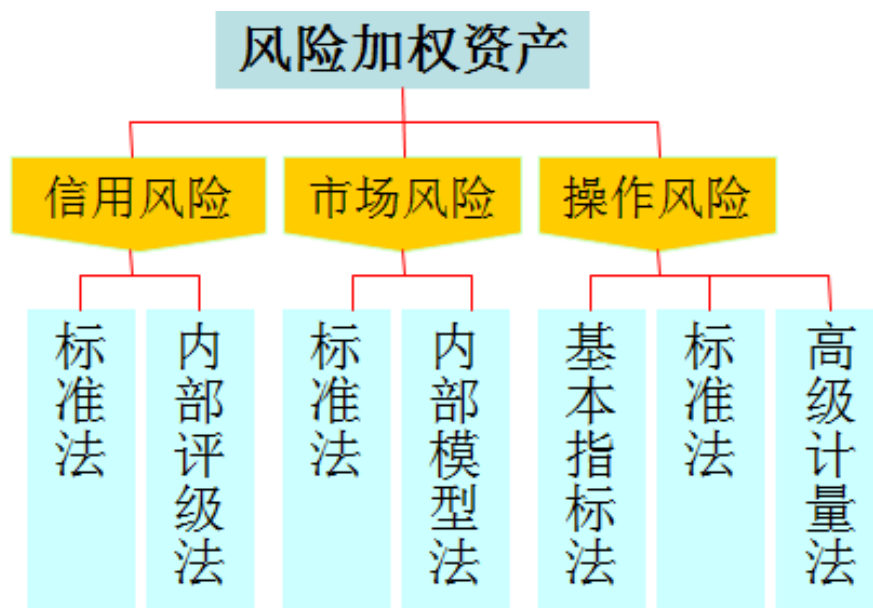 风险加权资产
信用风险
市场风险
操作风险
标准法
内部评级法
标准法
内部模型法
基本指标法
标准法
高级计量法